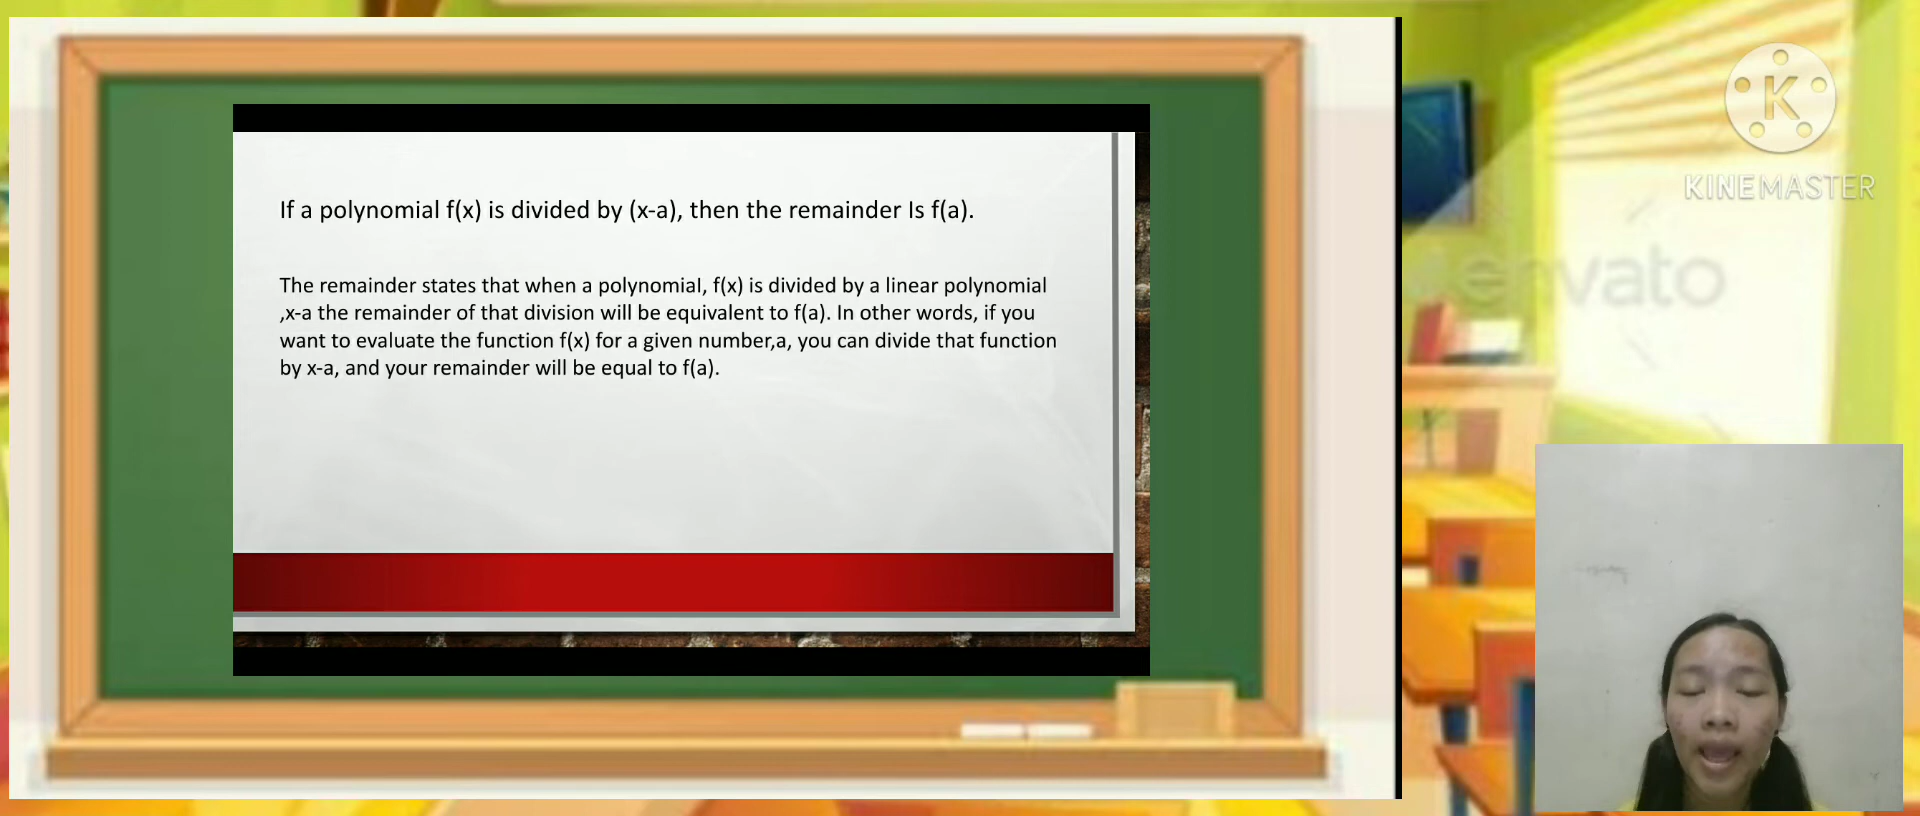 If a polynomial f(x) is divided by (x-a), then the remainder Is f(a).
The remainder states that when a polynomial, f(x) is divided by a linear polynomial
,x-a the remainder of that division will be equivalent to f(a). In other words, if you
want to evaluate the function f(x) for a given number,a, you can divide that function
by x-a, and your remainder will be equal to f(a).
K
KINEMASTER
envato